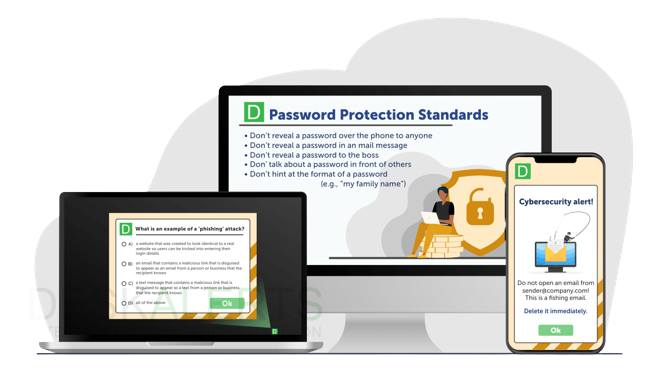 D Password Protection Standards
• Don't reveal a password over the phone to anyone
• Don't reveal a password in an mail message
• Don't reveal a password to the boss
• Don' talk about a password in front of others
• Don't hint at the format of a password
(e.g., "my family name")
D What is an example of a 'phishing' attack?
A) a website that was created to look identical to a real
website so users can be tricked into entering their
login details
B) an email that contains a malicious link that is disguised
to appear as an email from a person or business that the
recipient knows
C) a text message that contains a malicious link that is
disguised to appear as a text from a person or business
that the recipient knows
D) all of the above
Ok
D
D
Cybersecurity alert!
Do not open an email from
sender@company.com!
This is a fishing email.
Delete it immediately.
Ok